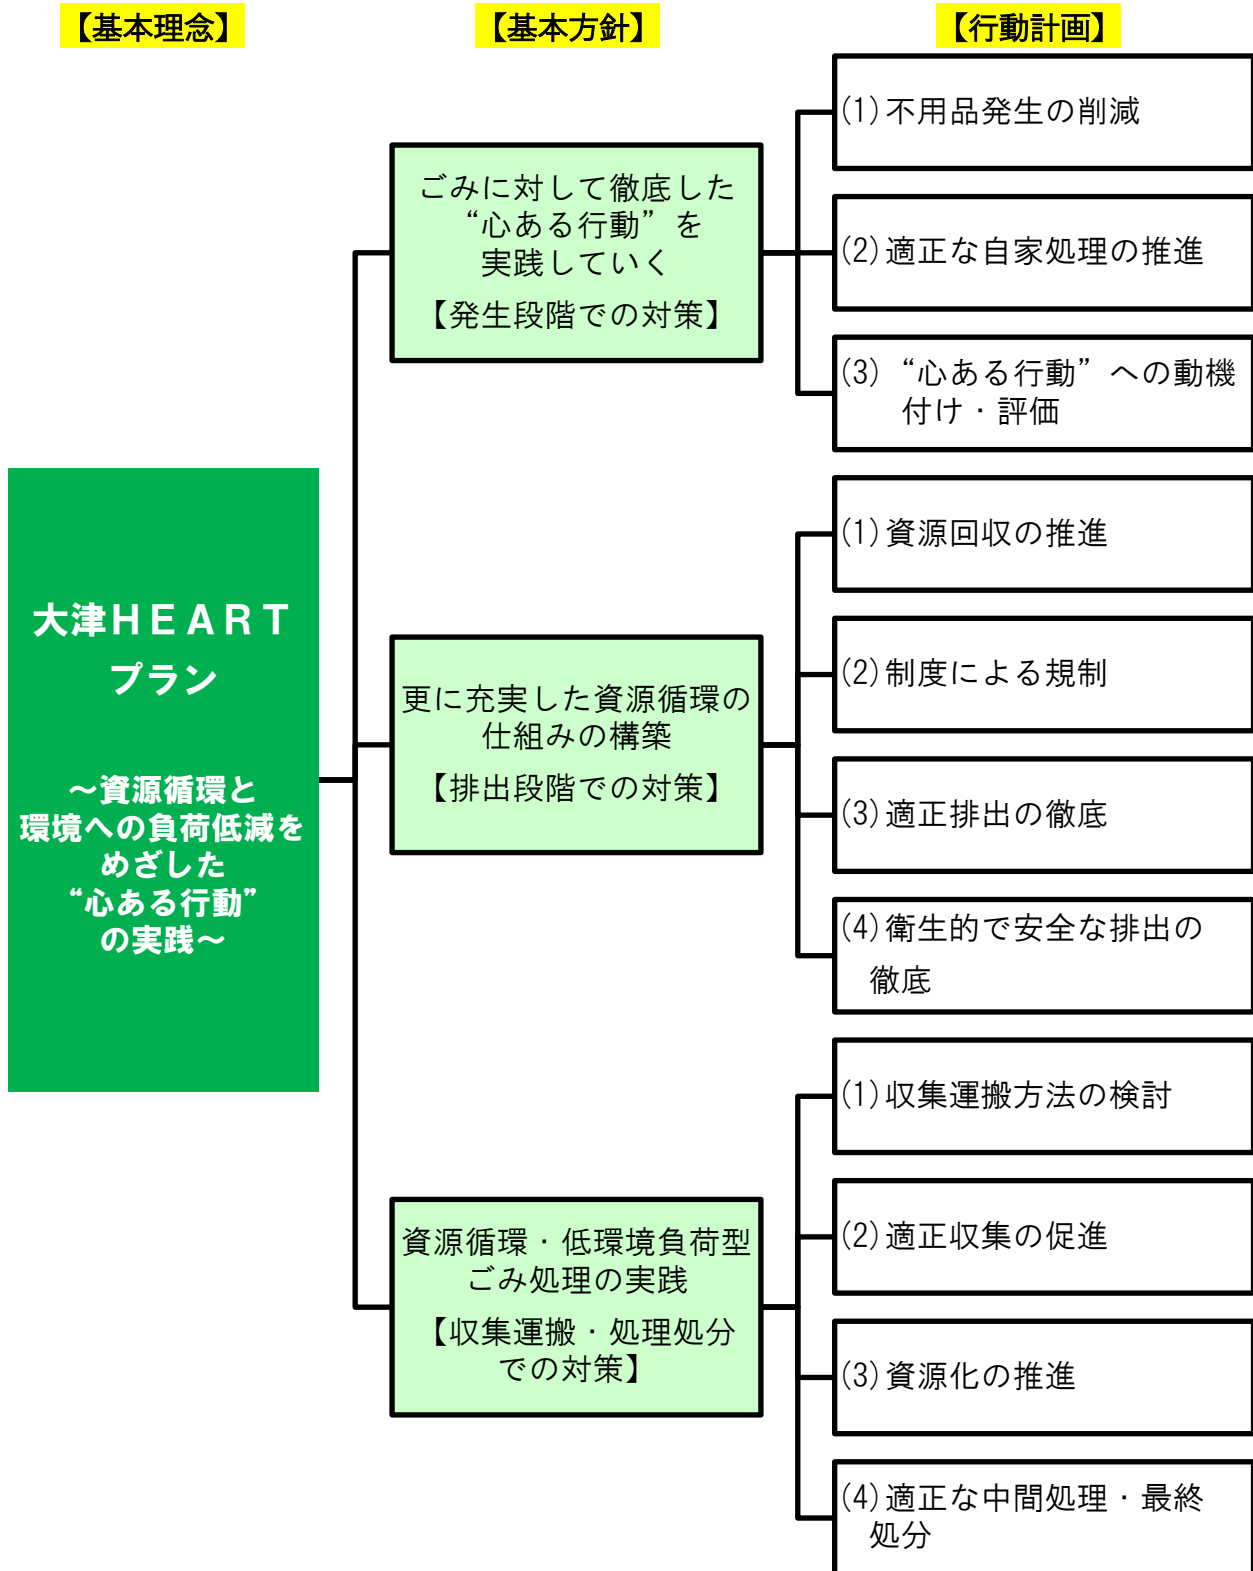 【基本理念】
【基本方針】
【行動計画】
大津ＨＥＡＲＴ
プラン
～資源循環と
環境への負荷低減を
めざした
“心ある行動”
の実践～
ごみに対して徹底した
“心ある行動”を
実践していく
【発生段階での対策】
(1)不用品発生の削減
(2)適正な自家処理の推進
(3)“心ある行動”への動機
付け・評価
更に充実した資源循環の
仕組みの構築
【排出段階での対策】
(1)資源回収の推進
(2)制度による規制
(3)適正排出の徹底
(4)衛生的で安全な排出の
徹底
資源循環・低環境負荷型
ごみ処理の実践
【収集運搬・処理処分
での対策】
(1)収集運搬方法の検討
(2)適正収集の促進
(3)資源化の推進
(4)適正な中間処理・最終
処分